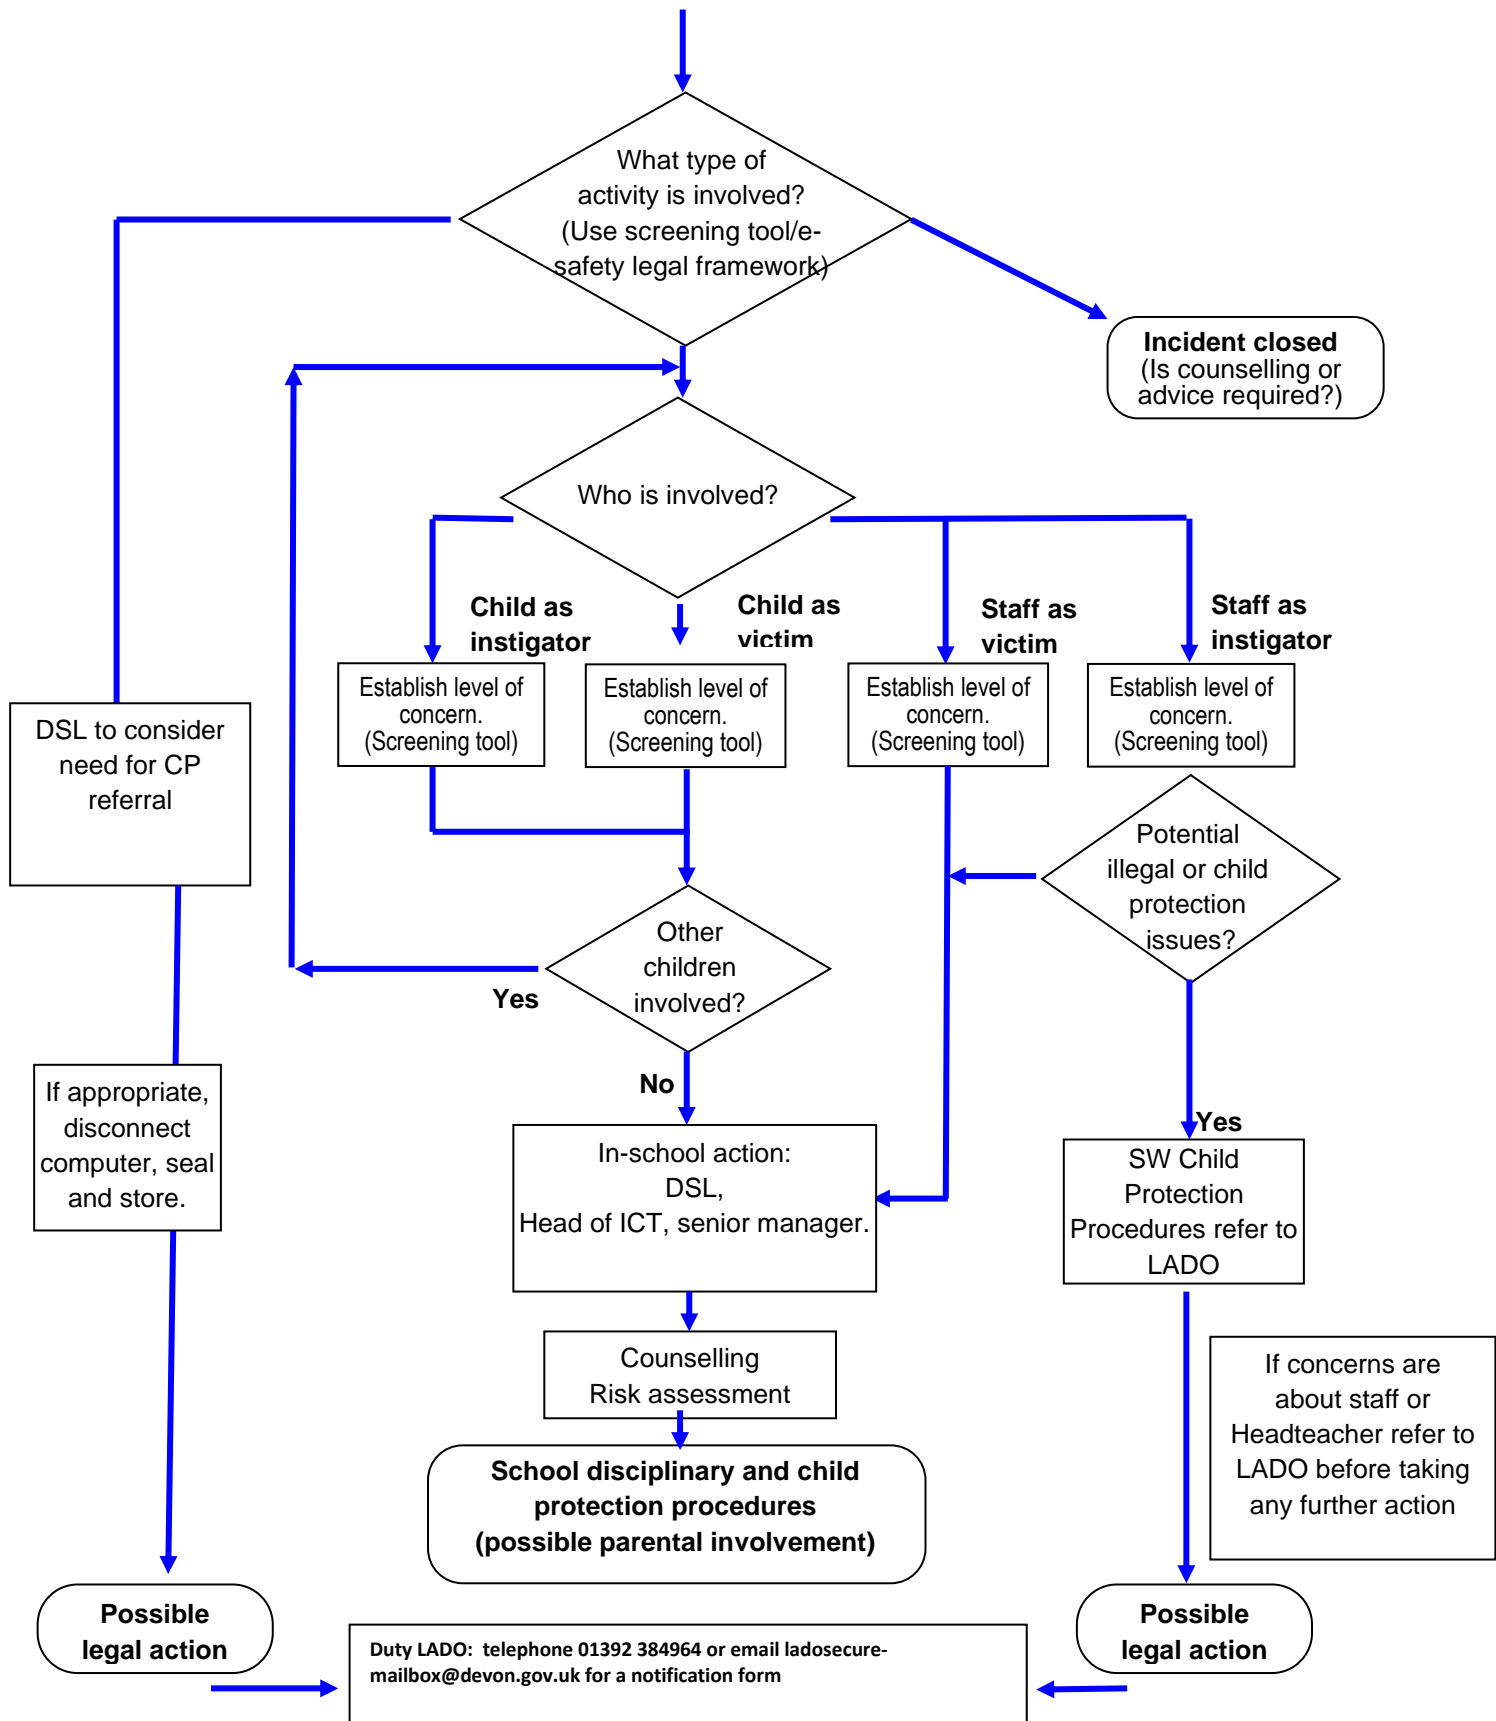 What type of
activity is involved?
(Use screening tool/e-
safety legal framework)
Incident closed
(Is counselling or
advice required?)
Who is involved?
Child as
instigator
Child as
victim
Staff as
victim
Staff as
instigator
Establish level of
concern.
(Screening tool)
Establish level of
concern.
(Screening tool)
Establish level of
concern.
(Screening tool)
Establish level of
concern.
(Screening tool)
DSL to consider
need for CP
referral
Potential
illegal or child
protection
issues?
Other
children
involved?
Yes
No
If appropriate,
disconnect
computer, seal
and store.
In-school action:
DSL,
Head of ICT, senior manager.
Yes
SW Child
Protection
Procedures refer to
LADO
Counselling
Risk assessment
If concerns are
about staff or
Headteacher refer to
LADO before taking
any further action
School disciplinary and child
protection procedures
(possible parental involvement)
Possible
legal action
Possible
legal action
Duty LADO: telephone 01392 384964 or email ladosecure-
mailbox@devon.gov.uk for a notification form